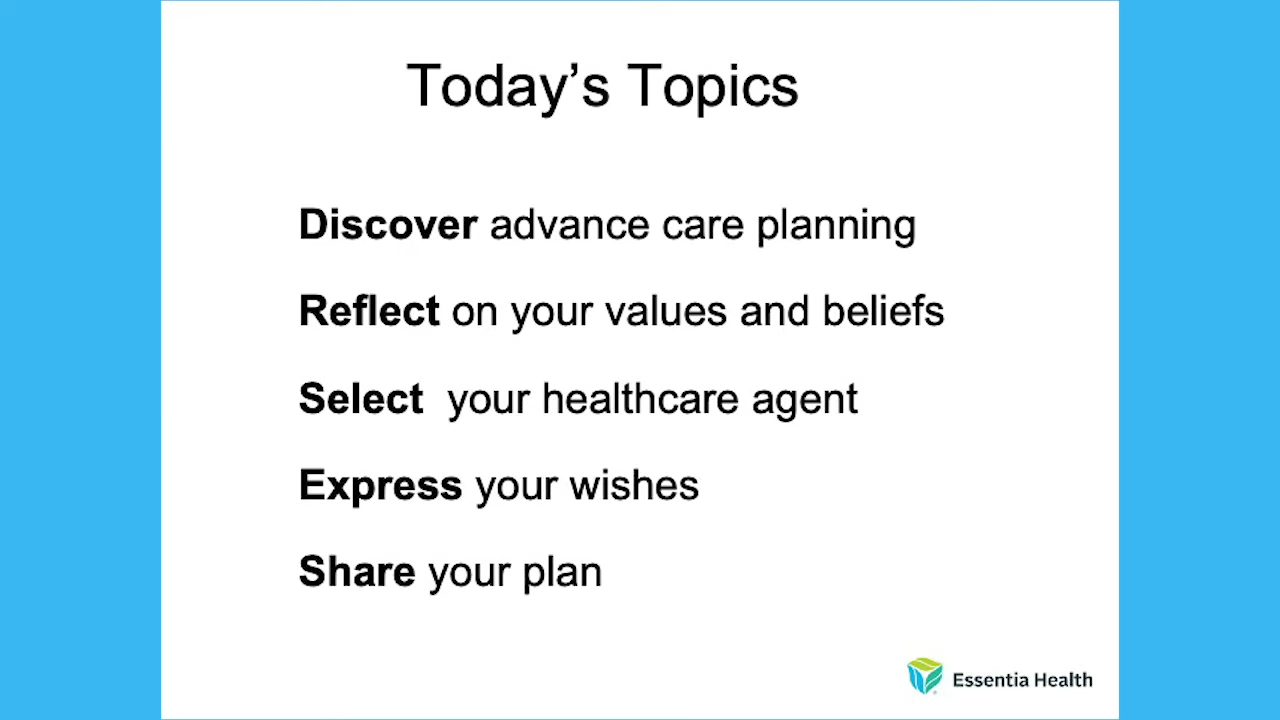 Today’s Topics
Discover advance care planning
Reflect on your values and beliefs
Select  your healthcare agent
Express your wishes
Share your plan
Essentia Health